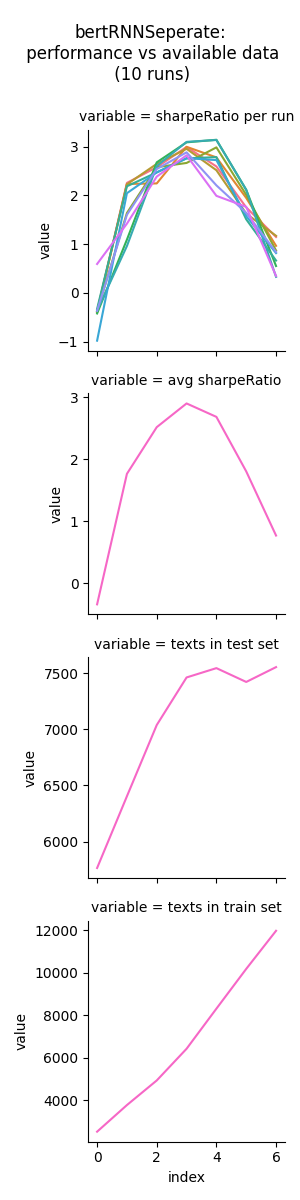 bertRNNSeperate:
performance vs available data
(10 runs)
variable = sharpeRatio per run
3
2
1
0
−1
value
variable = avg sharpeRatio
3
2
1
0
value
variable = texts in test set
7500
7000
6500
6000
value
variable = texts in train set
12000
10000
8000
6000
4000
value
0 2 4 6
index